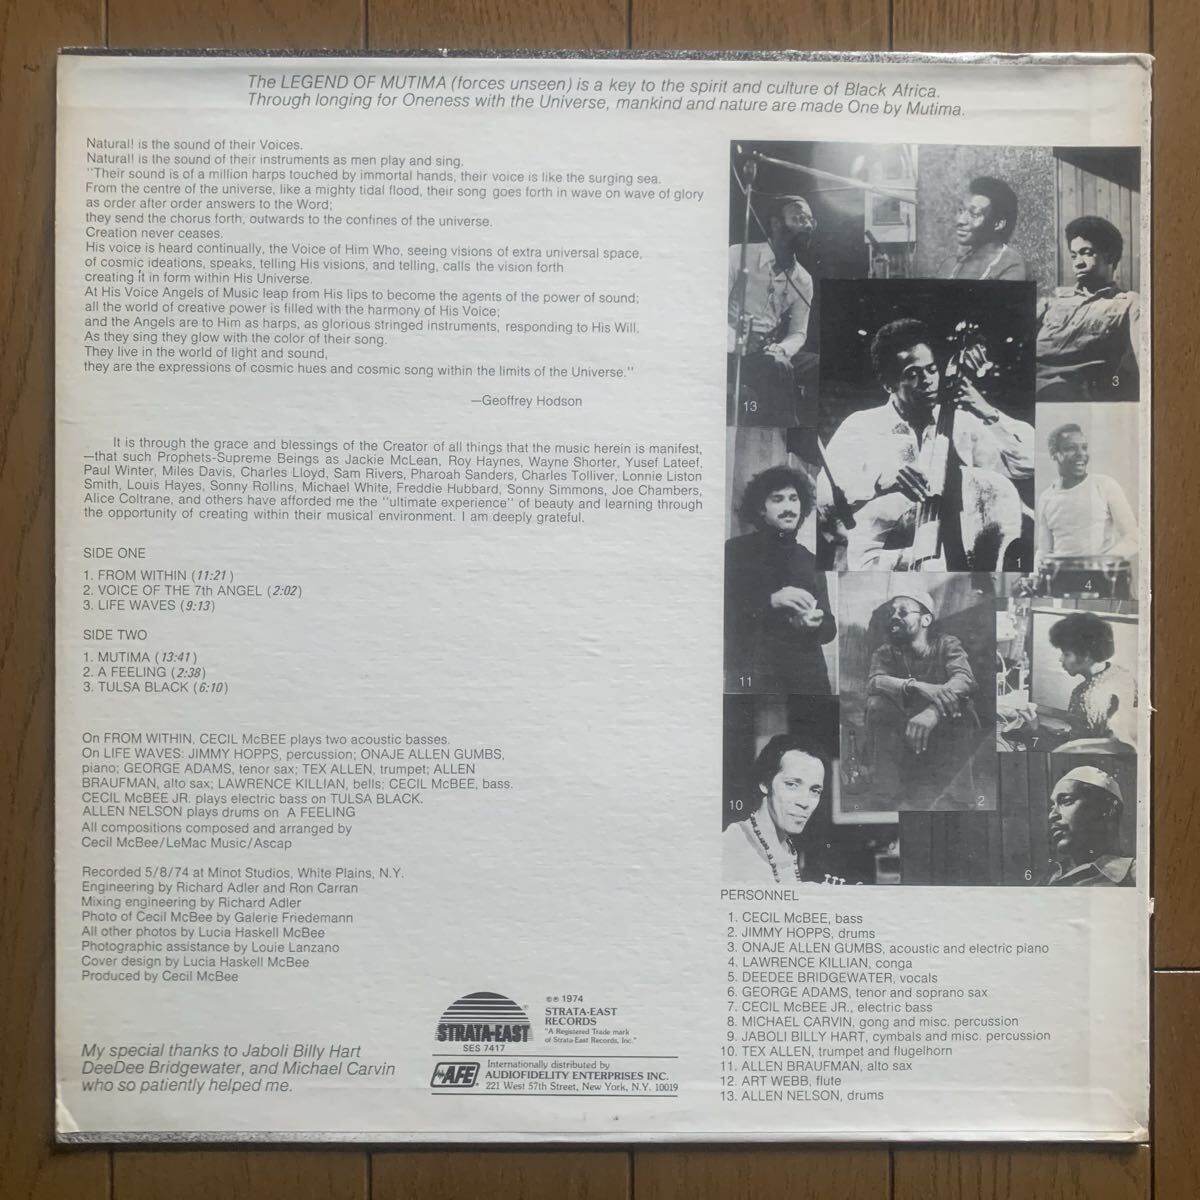 The LEGEND OF MUTIMA (forces unseen) is a key to the spirit and culture of Black Africa.
Through longing for Oneness with the Universe, mankind and nature are made One by Mutima.
Natural! is the sound of their Voices.
Natural! is the sound of their instruments as men play and sing.
"Their sound is of a million harps touched by immortal hands, their voice is like the surging sea.
From the centre of the universe, like a mighty tidal flood, their song goes forth in wave on wave of glory
as order after order answers to the Word;
they send the chorus forth, outwards to the confines of the universe.
Creation never ceases.
His voice is heard continually, the Voice of Him Who, seeing visions of extra universal space,
of cosmic ideations, speaks, telling His visions, and telling, calls the vision forth
creating it in form within His Universe.
At His Voice Angels of Music leap from His lips to become the agents of the power of sound;
all the world of creative power is filled with the harmony of His Voice;
and the Angels are to Him as harps, as glorious stringed instruments, responding to His Will.
As they sing they glow with the color of their song.
They live in the world of light and sound,
they are the expressions of cosmic hues and cosmic song within the limits of the Universe."
—Geoffrey Hodson
It is through the grace and blessings of the Creator of all things that the music herein is manifest,
—that such Prophets-Supreme Beings as Jackie McLean, Roy Haynes, Wayne Shorter, Yusef Lateef,
Paul Winter, Miles Davis, Charles Lloyd, Sam Rivers, Pharoah Sanders, Charles Tolliver, Lonnie Liston
Smith, Louis Hayes, Sonny Rollins, Michael White, Freddie Hubbard, Sonny Simmons, Joe Chambers,
Alice Coltrane, and others have afforded me the "ultimate experience" of beauty and learning through
the opportunity of creating within their musical environment. I am deeply grateful.
SIDE ONE
1. FROM WITHIN (11:21)
2. VOICE OF THE 7th ANGEL (2:02)
3. LIFE WAVES (9:13)
SIDE TWO
1. MUTIMA (13:41)
2. A FEELING (2:38)
3. TULSA BLACK (6:10)
On FROM WITHIN, CECIL McBEE plays two acoustic basses.
On LIFE WAVES: JIMMY HOPPS, percussion; ONAJE ALLEN GUMBS,
piano; GEORGE ADAMS, tenor sax; TEX ALLEN, trumpet; ALLEN
BRAUFMAN, alto sax; LAWRENCE KILLIAN, bells; CECIL McBEE, bass.
CECIL McBEE JR. plays electric bass on TULSA BLACK.
ALLEN NELSON plays drums on A FEELING
All compositions composed and arranged by
Cecil McBee/LeMac Music/Ascap
Recorded 5/8/74 at Minot Studios, White Plains, N.Y.
Engineering by Richard Adler and Ron Carran
Mixing engineering by Richard Adler
Photo of Cecil McBee by Galerie Friedemann
All other photos by Lucia Haskell McBee
Photographic assistance by Louie Lanzano
Cover design by Lucia Haskell McBee
Produced by Cecil McBee
My special thanks to Jaboli Billy Hart
DeeDee Bridgewater, and Michael Carvin
who so patiently helped me.
STRATA-EAST
®
SES 7417
©℗ 1974
STRATA-EAST
RECORDS
"A Registered Trade mark
of Strata-East Records, Inc."
AFE
Internationally distributed by
AUDIOFIDELITY ENTERPRISES INC.
221 West 57th Street, New York, N.Y. 10019
13
3
1
4
11
7
2
10
6
PERSONNEL
1. CECIL McBEE, bass
2. JIMMY HOPPS, drums
3. ONAJE ALLEN GUMBS, acoustic and electric piano
4. LAWRENCE KILLIAN, conga
5. DEEDEE BRIDGEWATER, vocals
6. GEORGE ADAMS, tenor and soprano sax
7. CECIL McBEE JR., electric bass
8. MICHAEL CARVIN, gong and misc. percussion
9. JABOLI BILLY HART, cymbals and misc. percussion
10. TEX ALLEN, trumpet and flugelhorn
11. ALLEN BRAUFMAN, alto sax
12. ART WEBB, flute
13. ALLEN NELSON, drums